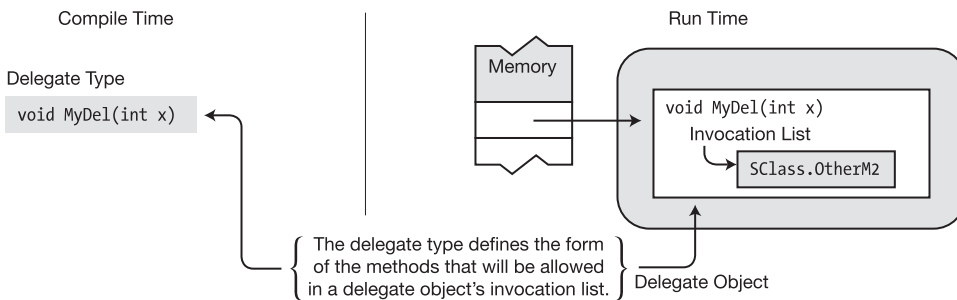 Compile Time
Run Time
Delegate Type
void MyDel(int x)
Memory
void MyDel(int x)
Invocation List
SClass.OtherM2
The delegate type defines the form
of the methods that will be allowed
in a delegate object’s invocation list.
Delegate Object